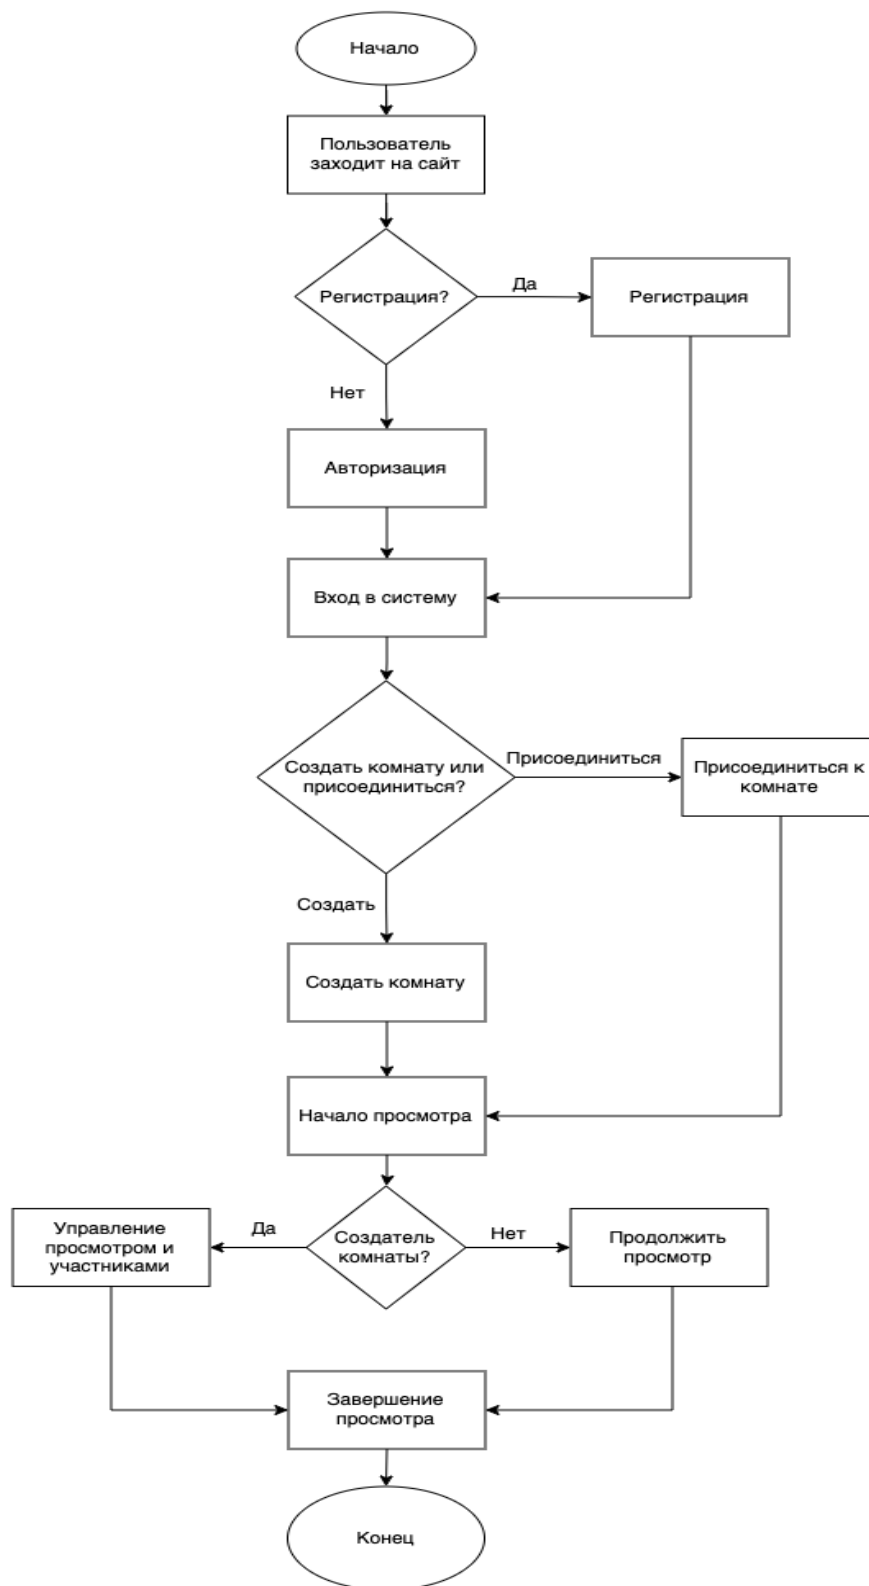 Начало
Пользователь
заходит на сайт
Регистрация?
Да
Регистрация
Нет
Авторизация
Вход в систему
Создать комнату или
присоединиться?
Присоединиться
Присоединиться к
комнате
Создать
Создать комнату
Начало просмотра
Управление
просмотром и
участниками
Да
Создатель
комнаты?
Нет
Продолжить
просмотр
Завершение
просмотра
Конец